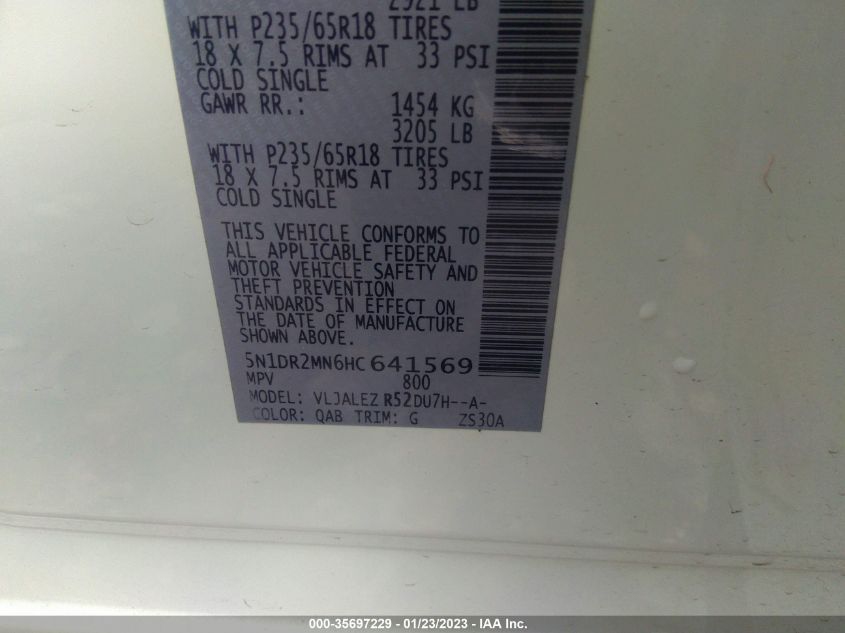 2921 LB
WITH P235/65R18 TIRES
18 X 7.5 RIMS AT 33 PSI
COLD SINGLE
GAWR RR.: 1454 KG
3205 LB
WITH P235/65R18 TIRES
18 X 7.5 RIMS AT 33 PSI
COLD SINGLE
THIS VEHICLE CONFORMS TO
ALL APPLICABLE FEDERAL
MOTOR VEHICLE SAFETY AND
THEFT PREVENTION
STANDARDS IN EFFECT ON
THE DATE OF MANUFACTURE
SHOWN ABOVE.
5N1DR2MN6HC641569
MPV 800
MODEL: VLJALEZ R52DU7H--A-
COLOR: QAB TRIM: G ZS30A
000-35697229 - 01/23/2023 - IAA Inc.